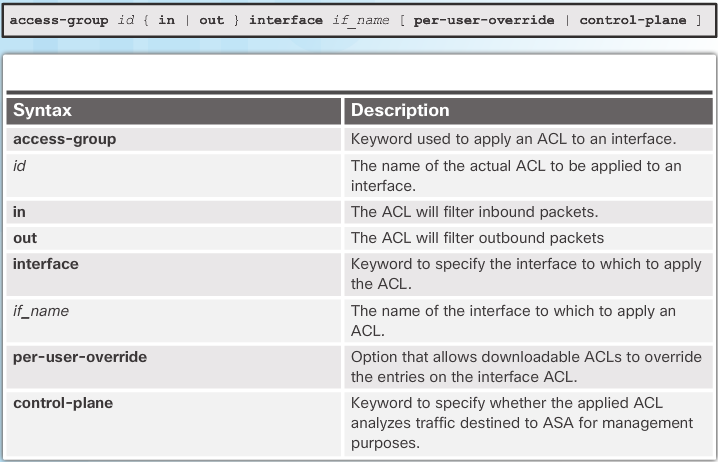 access-group id { in | out } interface if_name [ per-user-override | control-plane ]
Syntax Description
access-group Keyword used to apply an ACL to an interface.
id The name of the actual ACL to be applied to an
interface.
in The ACL will filter inbound packets.
out The ACL will filter outbound packets
interface Keyword to specify the interface to which to apply
the ACL.
if_name The name of the interface to which to apply an
ACL.
per-user-override Option that allows downloadable ACLs to override
the entries on the interface ACL.
control-plane Keyword to specify whether the applied ACL
analyzes traffic destined to ASA for management
purposes.